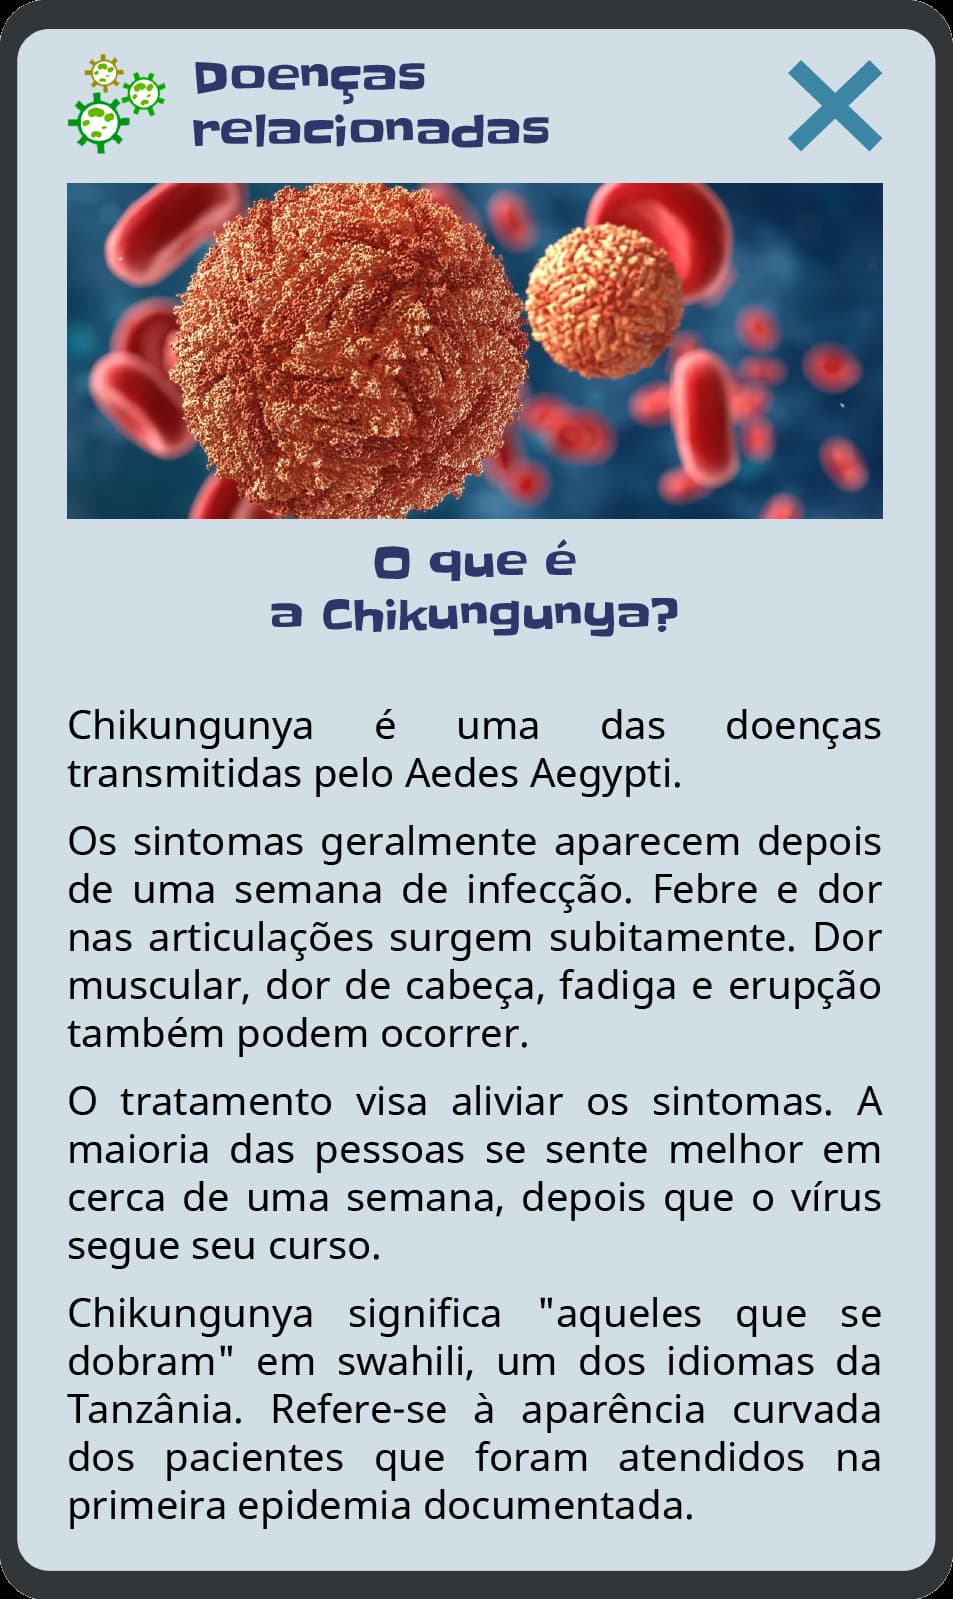 Doenças
relacionadas
O que é
a Chikungunya?
Chikungunya é uma das doenças
transmitidas pelo Aedes Aegypti.
Os sintomas geralmente aparecem depois
de uma semana de infecção. Febre e dor
nas articulações surgem subitamente. Dor
muscular, dor de cabeça, fadiga e erupção
também podem ocorrer.
O tratamento visa aliviar os sintomas. A
maioria das pessoas se sente melhor em
cerca de uma semana, depois que o vírus
segue seu curso.
Chikungunya significa "aqueles que se
dobram" em swahili, um dos idiomas da
Tanzânia. Refere-se à aparência curvada
dos pacientes que foram atendidos na
primeira epidemia documentada.